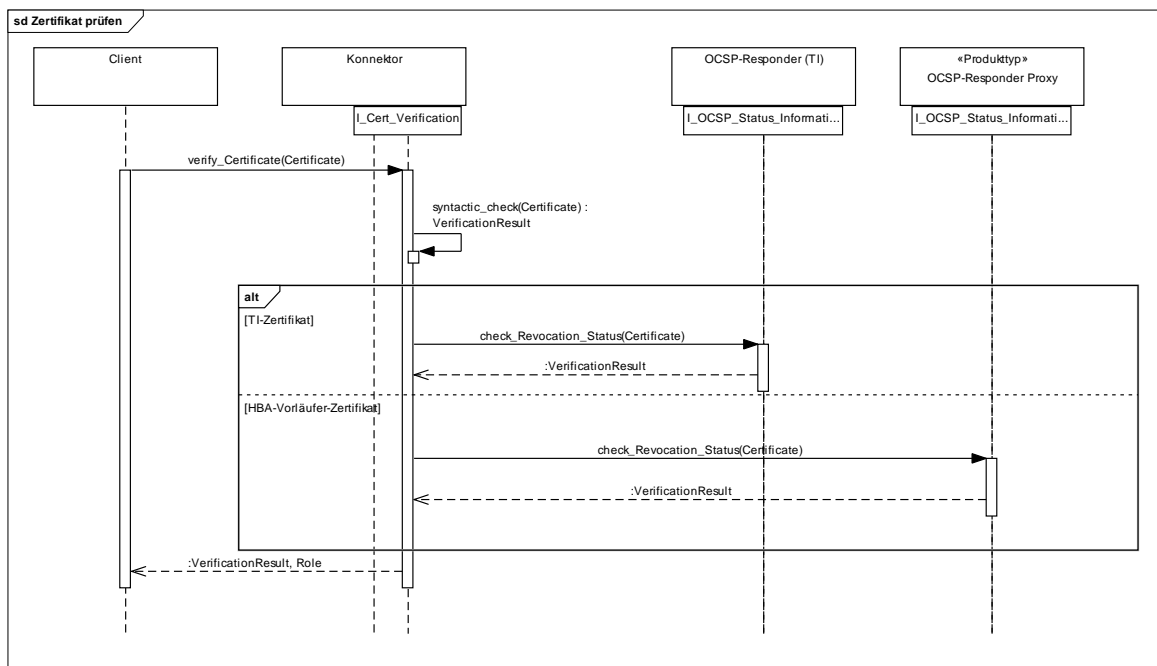 sd Zertifikat prüfen
Client
Konnektor
OCSP-Responder (TI)
«Produkttyp»
OCSP-Responder Proxy
I_Cert_Verification
I_OCSP_Status_Informati...
I_OCSP_Status_Informati...
verify_Certificate(Certificate)
syntactic_check(Certificate) :
VerificationResult
alt
[TI-Zertifikat]
check_Revocation_Status(Certificate)
:VerificationResult
[HBA-Vorläufer-Zertifikat]
check_Revocation_Status(Certificate)
:VerificationResult
:VerificationResult, Role